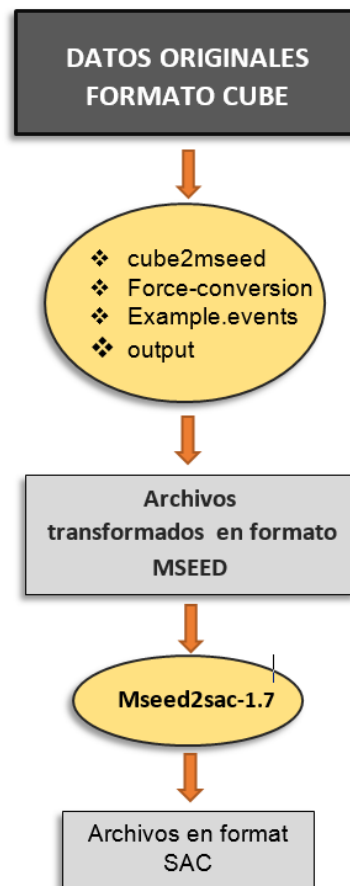 DATOS ORIGINALES
FORMATO CUBE
❖ cube2mseed
❖ Force-conversion
❖ Example.events
❖ output
Archivos
transformados en formato
MSEED
Mseed2sac-1.7
Archivos en format
SAC